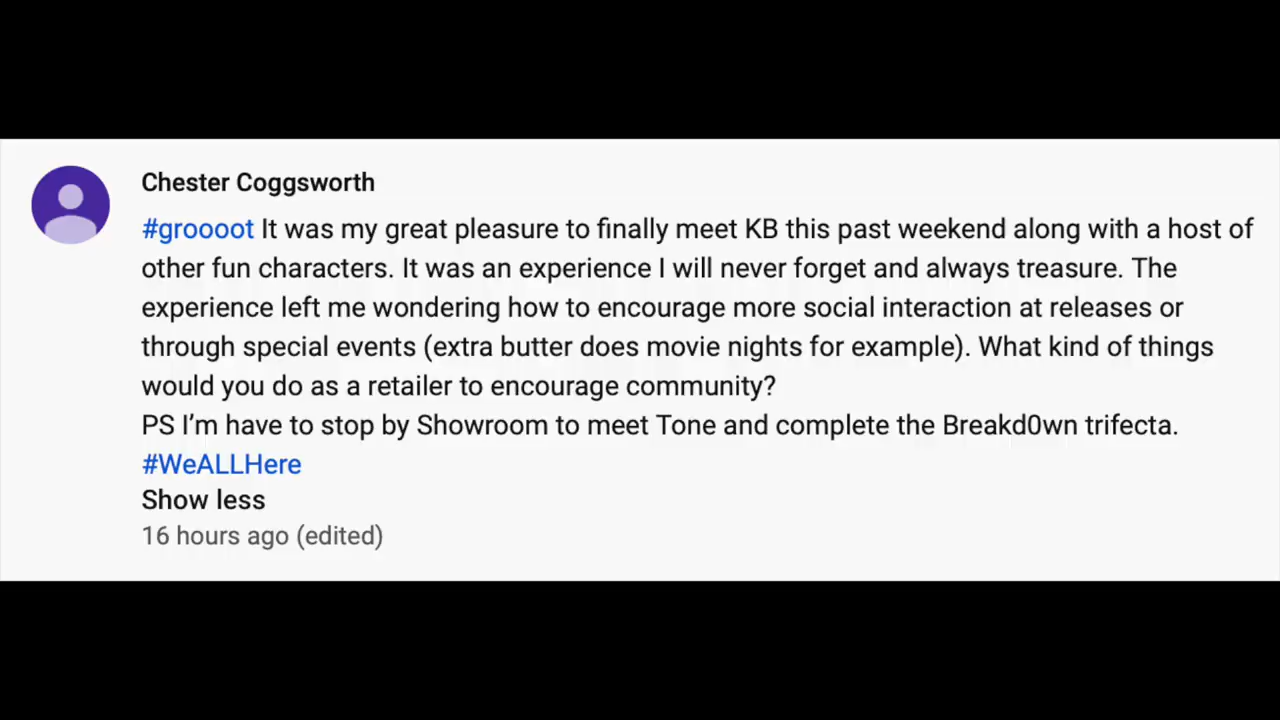 Chester Coggsworth
#groooot It was my great pleasure to finally meet KB this past weekend along with a host of
other fun characters. It was an experience I will never forget and always treasure. The
experience left me wondering how to encourage more social interaction at releases or
through special events (extra butter does movie nights for example). What kind of things
would you do as a retailer to encourage community?
PS I’m have to stop by Showroom to meet Tone and complete the Breakd0wn trifecta.
#WeALLHere
Show less
16 hours ago (edited)